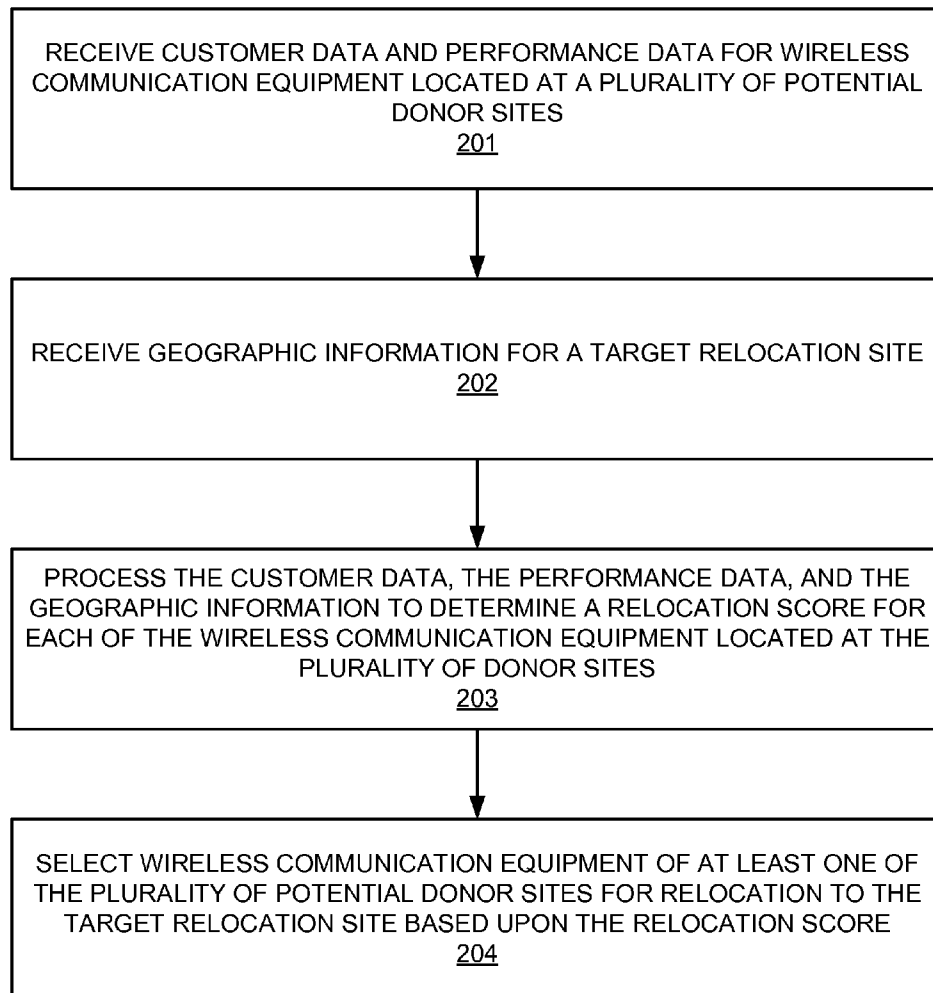 RECEIVE CUSTOMER DATA AND PERFORMANCE DATA FOR WIRELESS
COMMUNICATION EQUIPMENT LOCATED AT A PLURALITY OF POTENTIAL
DONOR SITES
201
RECEIVE GEOGRAPHIC INFORMATION FOR A TARGET RELOCATION SITE
202
PROCESS THE CUSTOMER DATA, THE PERFORMANCE DATA, AND THE
GEOGRAPHIC INFORMATION TO DETERMINE A RELOCATION SCORE FOR
EACH OF THE WIRELESS COMMUNICATION EQUIPMENT LOCATED AT THE
PLURALITY OF DONOR SITES
203
SELECT WIRELESS COMMUNICATION EQUIPMENT OF AT LEAST ONE OF
THE PLURALITY OF POTENTIAL DONOR SITES FOR RELOCATION TO THE
TARGET RELOCATION SITE BASED UPON THE RELOCATION SCORE
204